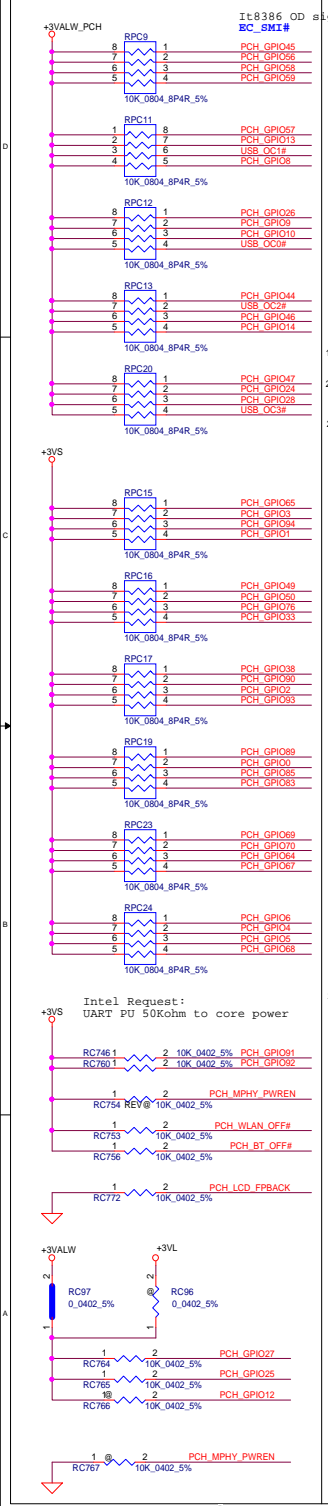 It8386 OD si
EC_SMI#
+3VALW_PCH
RPC9
8 1 PCH_GPIO45
7 2 PCH_GPIO56
6 3 PCH_GPIO58
5 4 PCH_GPIO59
10K_0804_8P4R_5%
RPC11
1 8 PCH_GPIO57
2 7 PCH_GPIO13
3 6 USB_OC1#
4 5 PCH_GPIO8
10K_0804_8P4R_5%
D
RPC12
8 1 PCH_GPIO26
7 2 PCH_GPIO9
6 3 PCH_GPIO10
5 4 USB_OC0#
10K_0804_8P4R_5%
RPC13
8 1 PCH_GPIO44
7 2 USB_OC2#
6 3 PCH_GPIO46
5 4 PCH_GPIO14
10K_0804_8P4R_5%
RPC20
8 1 PCH_GPIO47
7 2 PCH_GPIO24
6 3 PCH_GPIO28
5 4 USB_OC3#
10K_0804_8P4R_5%
+3VS
RPC15
8 1 PCH_GPIO65
7 2 PCH_GPIO3
6 3 PCH_GPIO94
5 4 PCH_GPIO1
10K_0804_8P4R_5%
C
RPC16
8 1 PCH_GPIO49
7 2 PCH_GPIO50
6 3 PCH_GPIO76
5 4 PCH_GPIO33
10K_0804_8P4R_5%
RPC17
8 1 PCH_GPIO38
7 2 PCH_GPIO90
6 3 PCH_GPIO2
5 4 PCH_GPIO93
10K_0804_8P4R_5%
RPC19
8 1 PCH_GPIO89
7 2 PCH_GPIO0
6 3 PCH_GPIO85
5 4 PCH_GPIO83
10K_0804_8P4R_5%
RPC23
8 1 PCH_GPIO69
7 2 PCH_GPIO70
6 3 PCH_GPIO64
5 4 PCH_GPIO67
10K_0804_8P4R_5%
RPC24
8 1 PCH_GPIO6
7 2 PCH_GPIO4
6 3 PCH_GPIO5
5 4 PCH_GPIO68
10K_0804_8P4R_5%
B
Intel Request:
UART PU 50Kohm to core power
+3VS
RC746 1 2 10K_0402_5% PCH_GPIO91
RC760 1 2 10K_0402_5% PCH_GPIO92
1 2 PCH_MPHY_PWREN
RC754 REV@ 10K_0402_5%
1 2 PCH_WLAN_OFF#
RC753 10K_0402_5%
1 2 PCH_BT_OFF#
RC756 10K_0402_5%
1 2 PCH_LCD_FPBACK
RC772 10K_0402_5%
+3VALW +3VL
2 2
RC97 @ RC96
0_0402_5% 0_0402_5%
1 1
A
1 2 PCH_GPIO27
RC764 10K_0402_5%
1 2 PCH_GPIO25
RC765 10K_0402_5%
1@ 2 PCH_GPIO12
RC766 10K_0402_5%
1 @ 2 PCH_MPHY_PWREN
RC767 10K_0402_5%